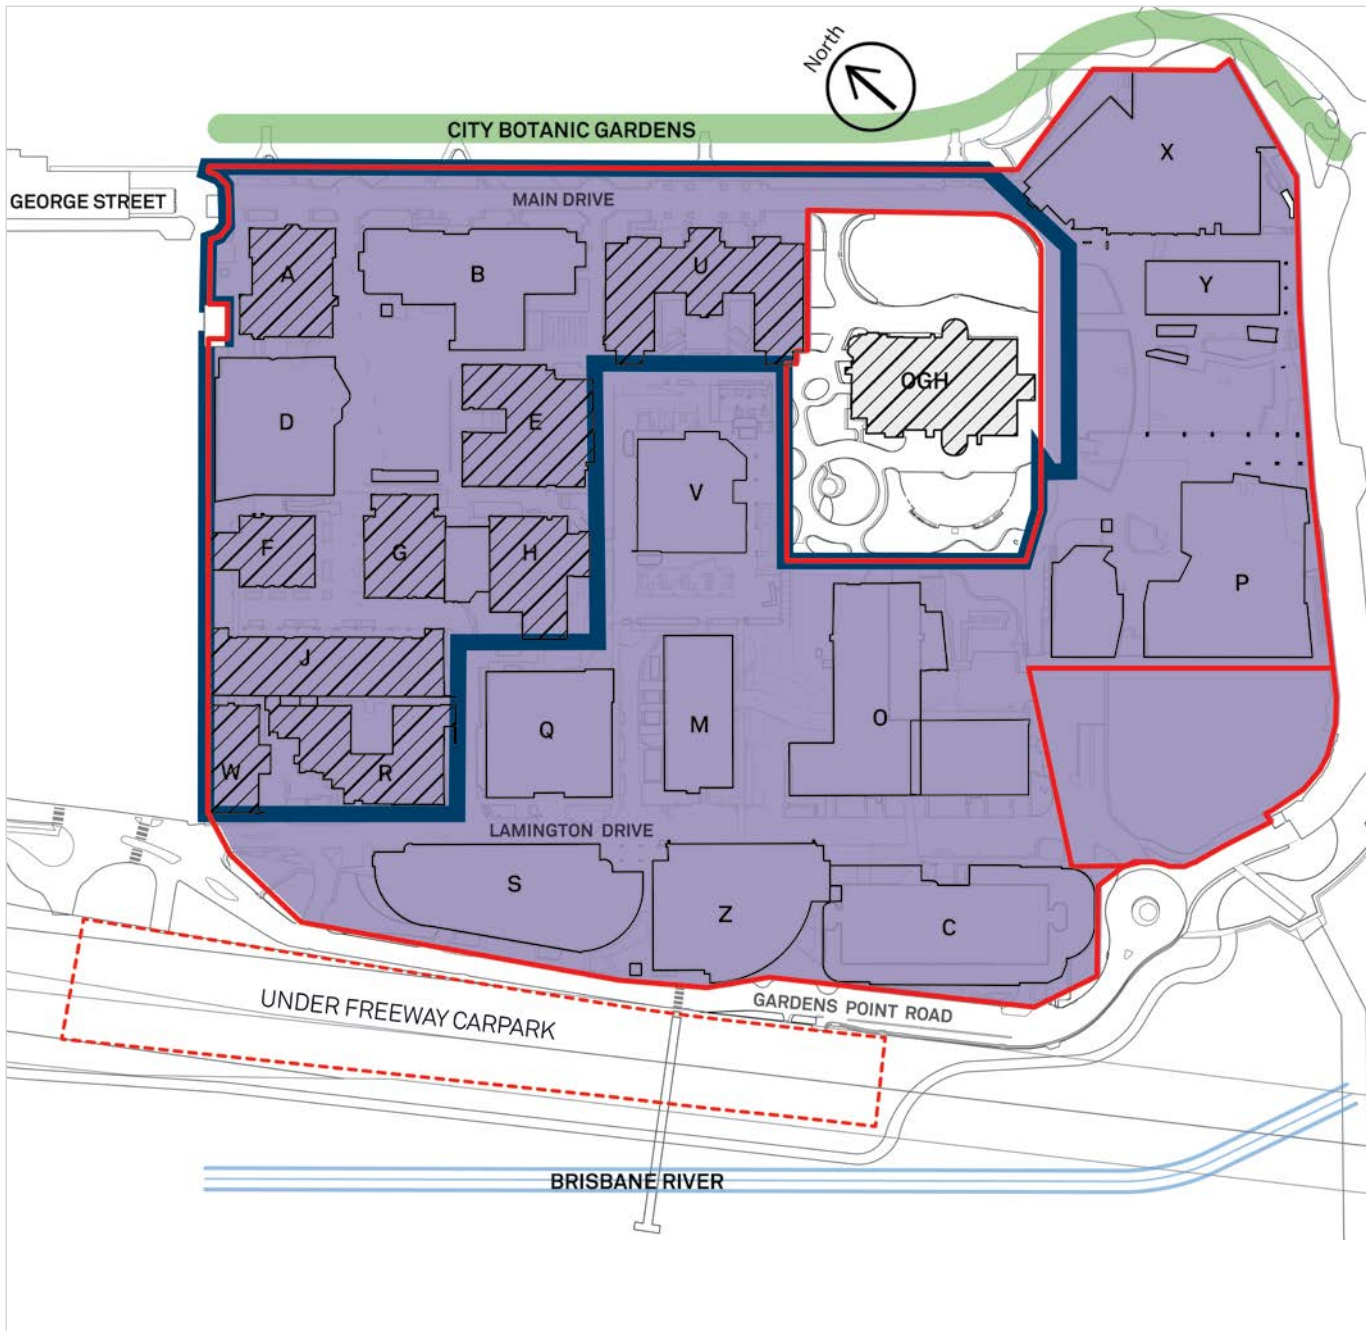 North
CITY BOTANIC GARDENS
X
GEORGE STREET
MAIN DRIVE
A
B
U
Y
OGH
D
E
V
F
G
H
P
J
Q
M
O
W
R
LAMINGTON DRIVE
S
Z
C
UNDER FREEWAY CARPARK
GARDENS POINT ROAD
BRISBANE RIVER